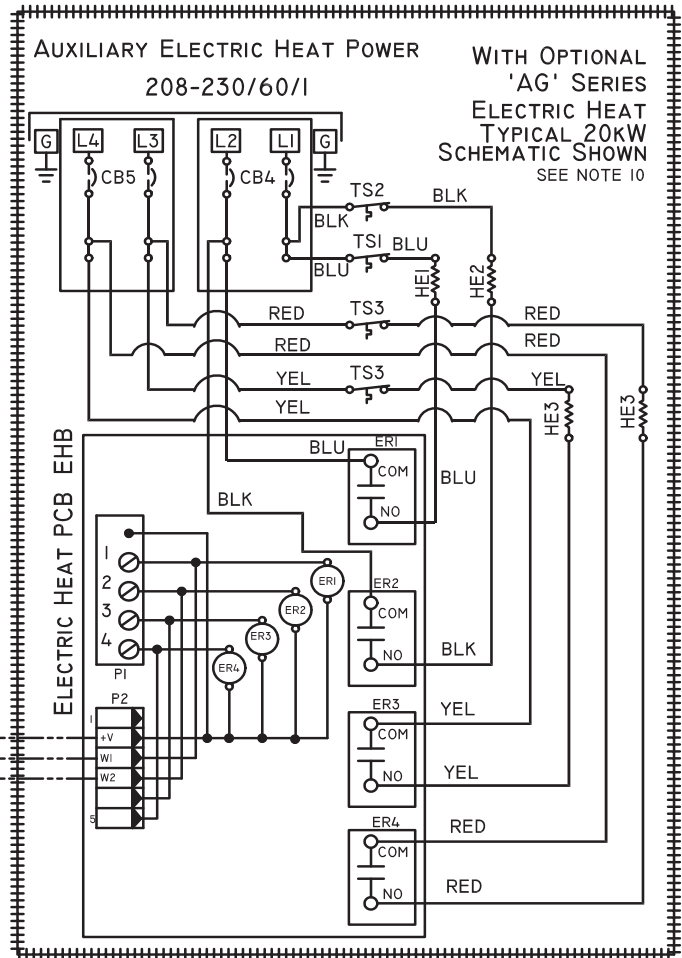 AUXILIARY ELECTRIC HEAT POWER
208-230/60/1
WITH OPTIONAL
'AG' SERIES
ELECTRIC HEAT
TYPICAL 20KW
SCHEMATIC SHOWN
SEE NOTE 10
G L4 L3 L2 L1 G
CB5 CB4
TS2 BLK
BLK
TS1 BLU
BLU
HE1 HE2
RED TS3 RED
RED RED
YEL TS3 YEL
YEL
HE3 HE3
ELECTRIC HEAT PCB EHB
BLU ER1
COM
BLU
NO
BLK
1
2
3
4
P1
ER1
ER2
ER3
ER4
ER2
COM
NO BLK
P2
1
+V
W1
W2
5
ER3 YEL
COM
NO YEL
ER4 RED
COM
NO RED